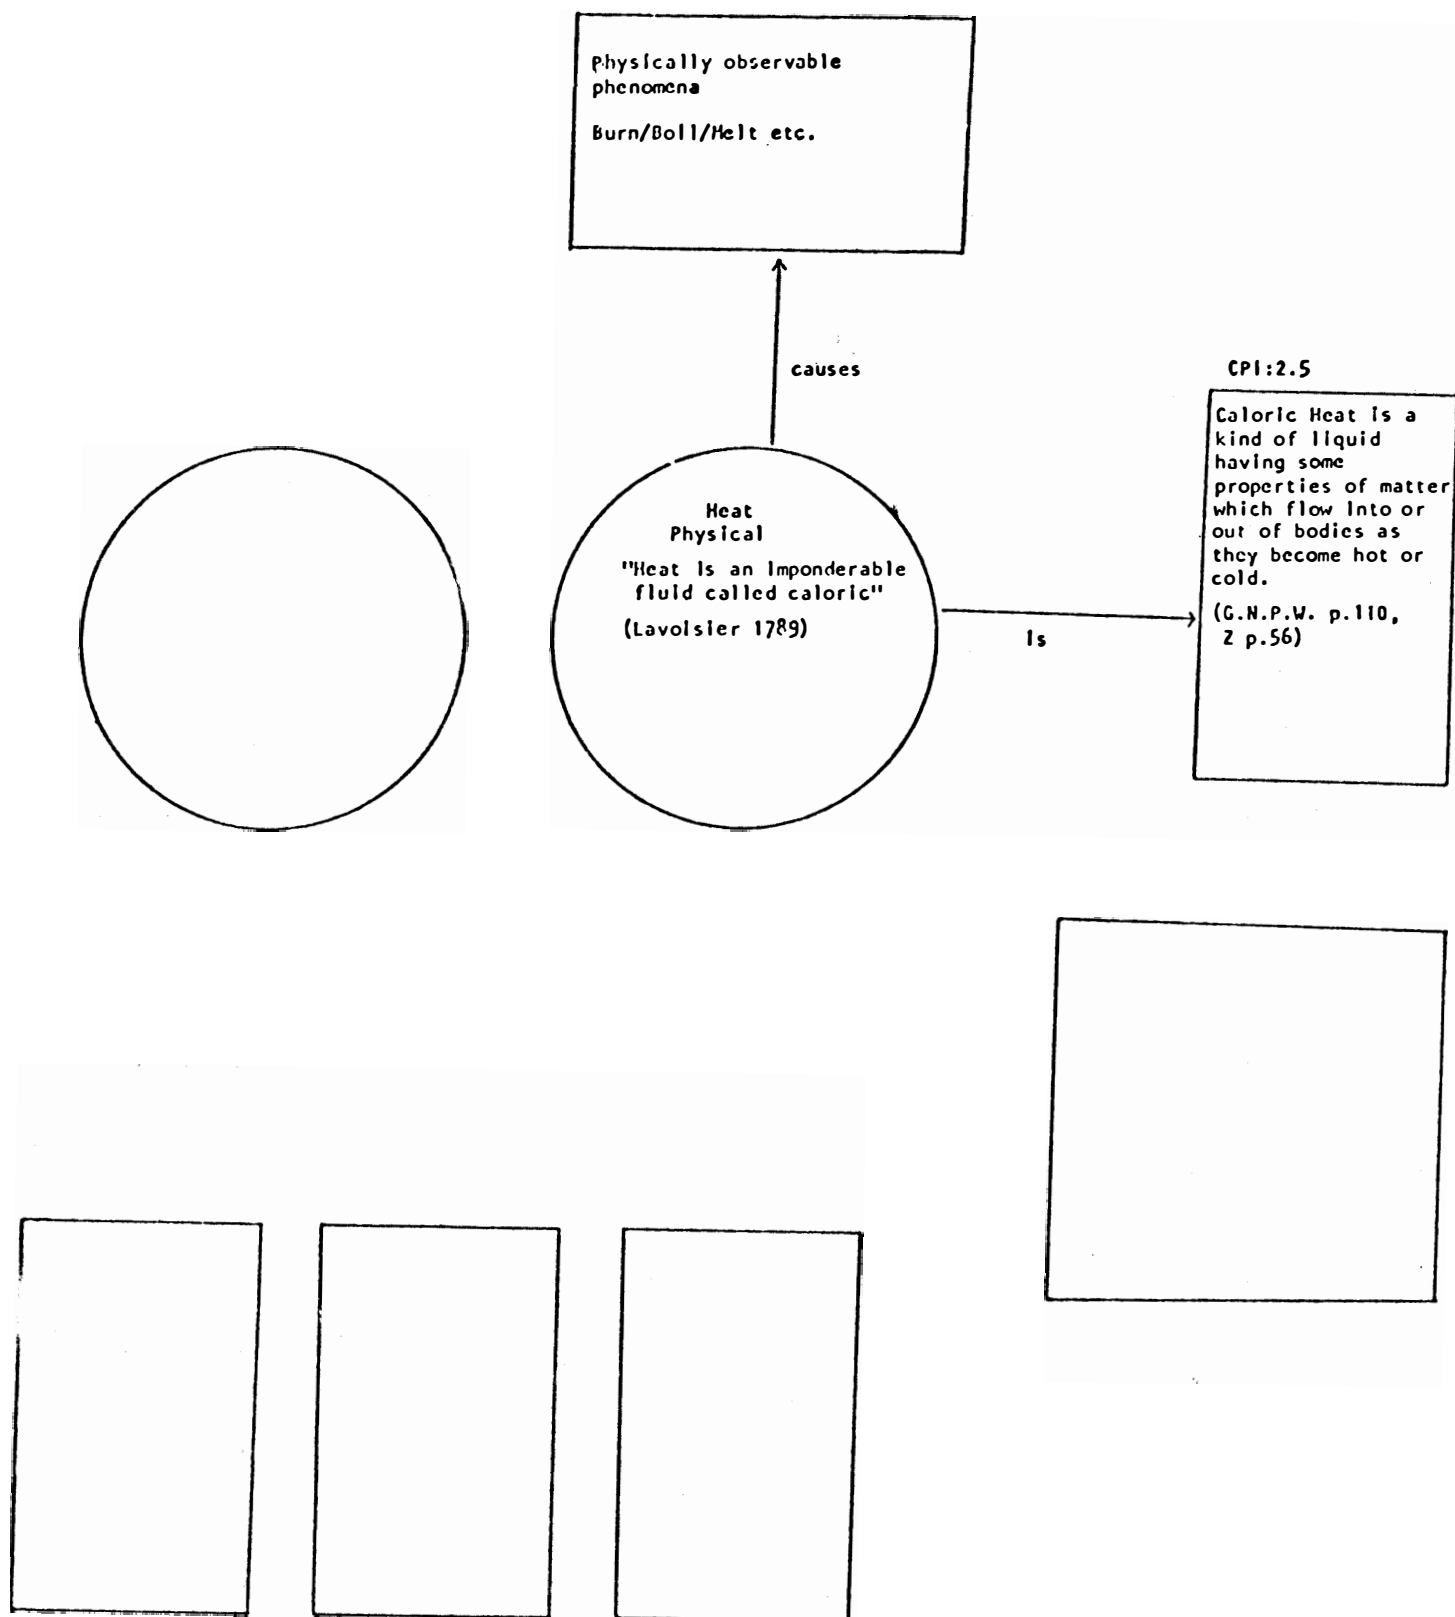 Physically observable
phenomena
Burn/Boil/Melt etc.
causes
CPI:2.5
Caloric Heat is a
kind of liquid
having some
properties of matter
which flow into or
out of bodies as
they become hot or
cold.
(G.N.P.W. p.110,
2 p.56)
Heat
Physical
"Heat is an imponderable
fluid called caloric"
(Lavoisier 1789)
is